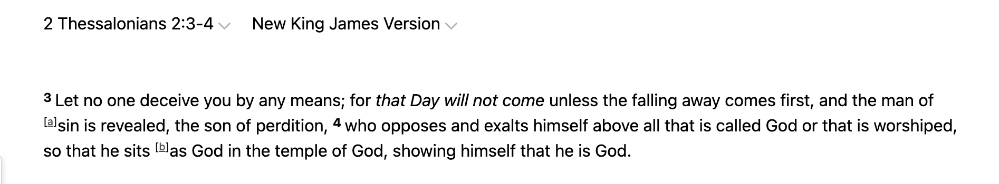 2 Thessalonians 2:3-4 New King James Version
3 Let no one deceive you by any means; for that Day will not come unless the falling away comes first, and the man of
[a]sin is revealed, the son of perdition, 4 who opposes and exalts himself above all that is called God or that is worshiped,
so that he sits [b]as God in the temple of God, showing himself that he is God.